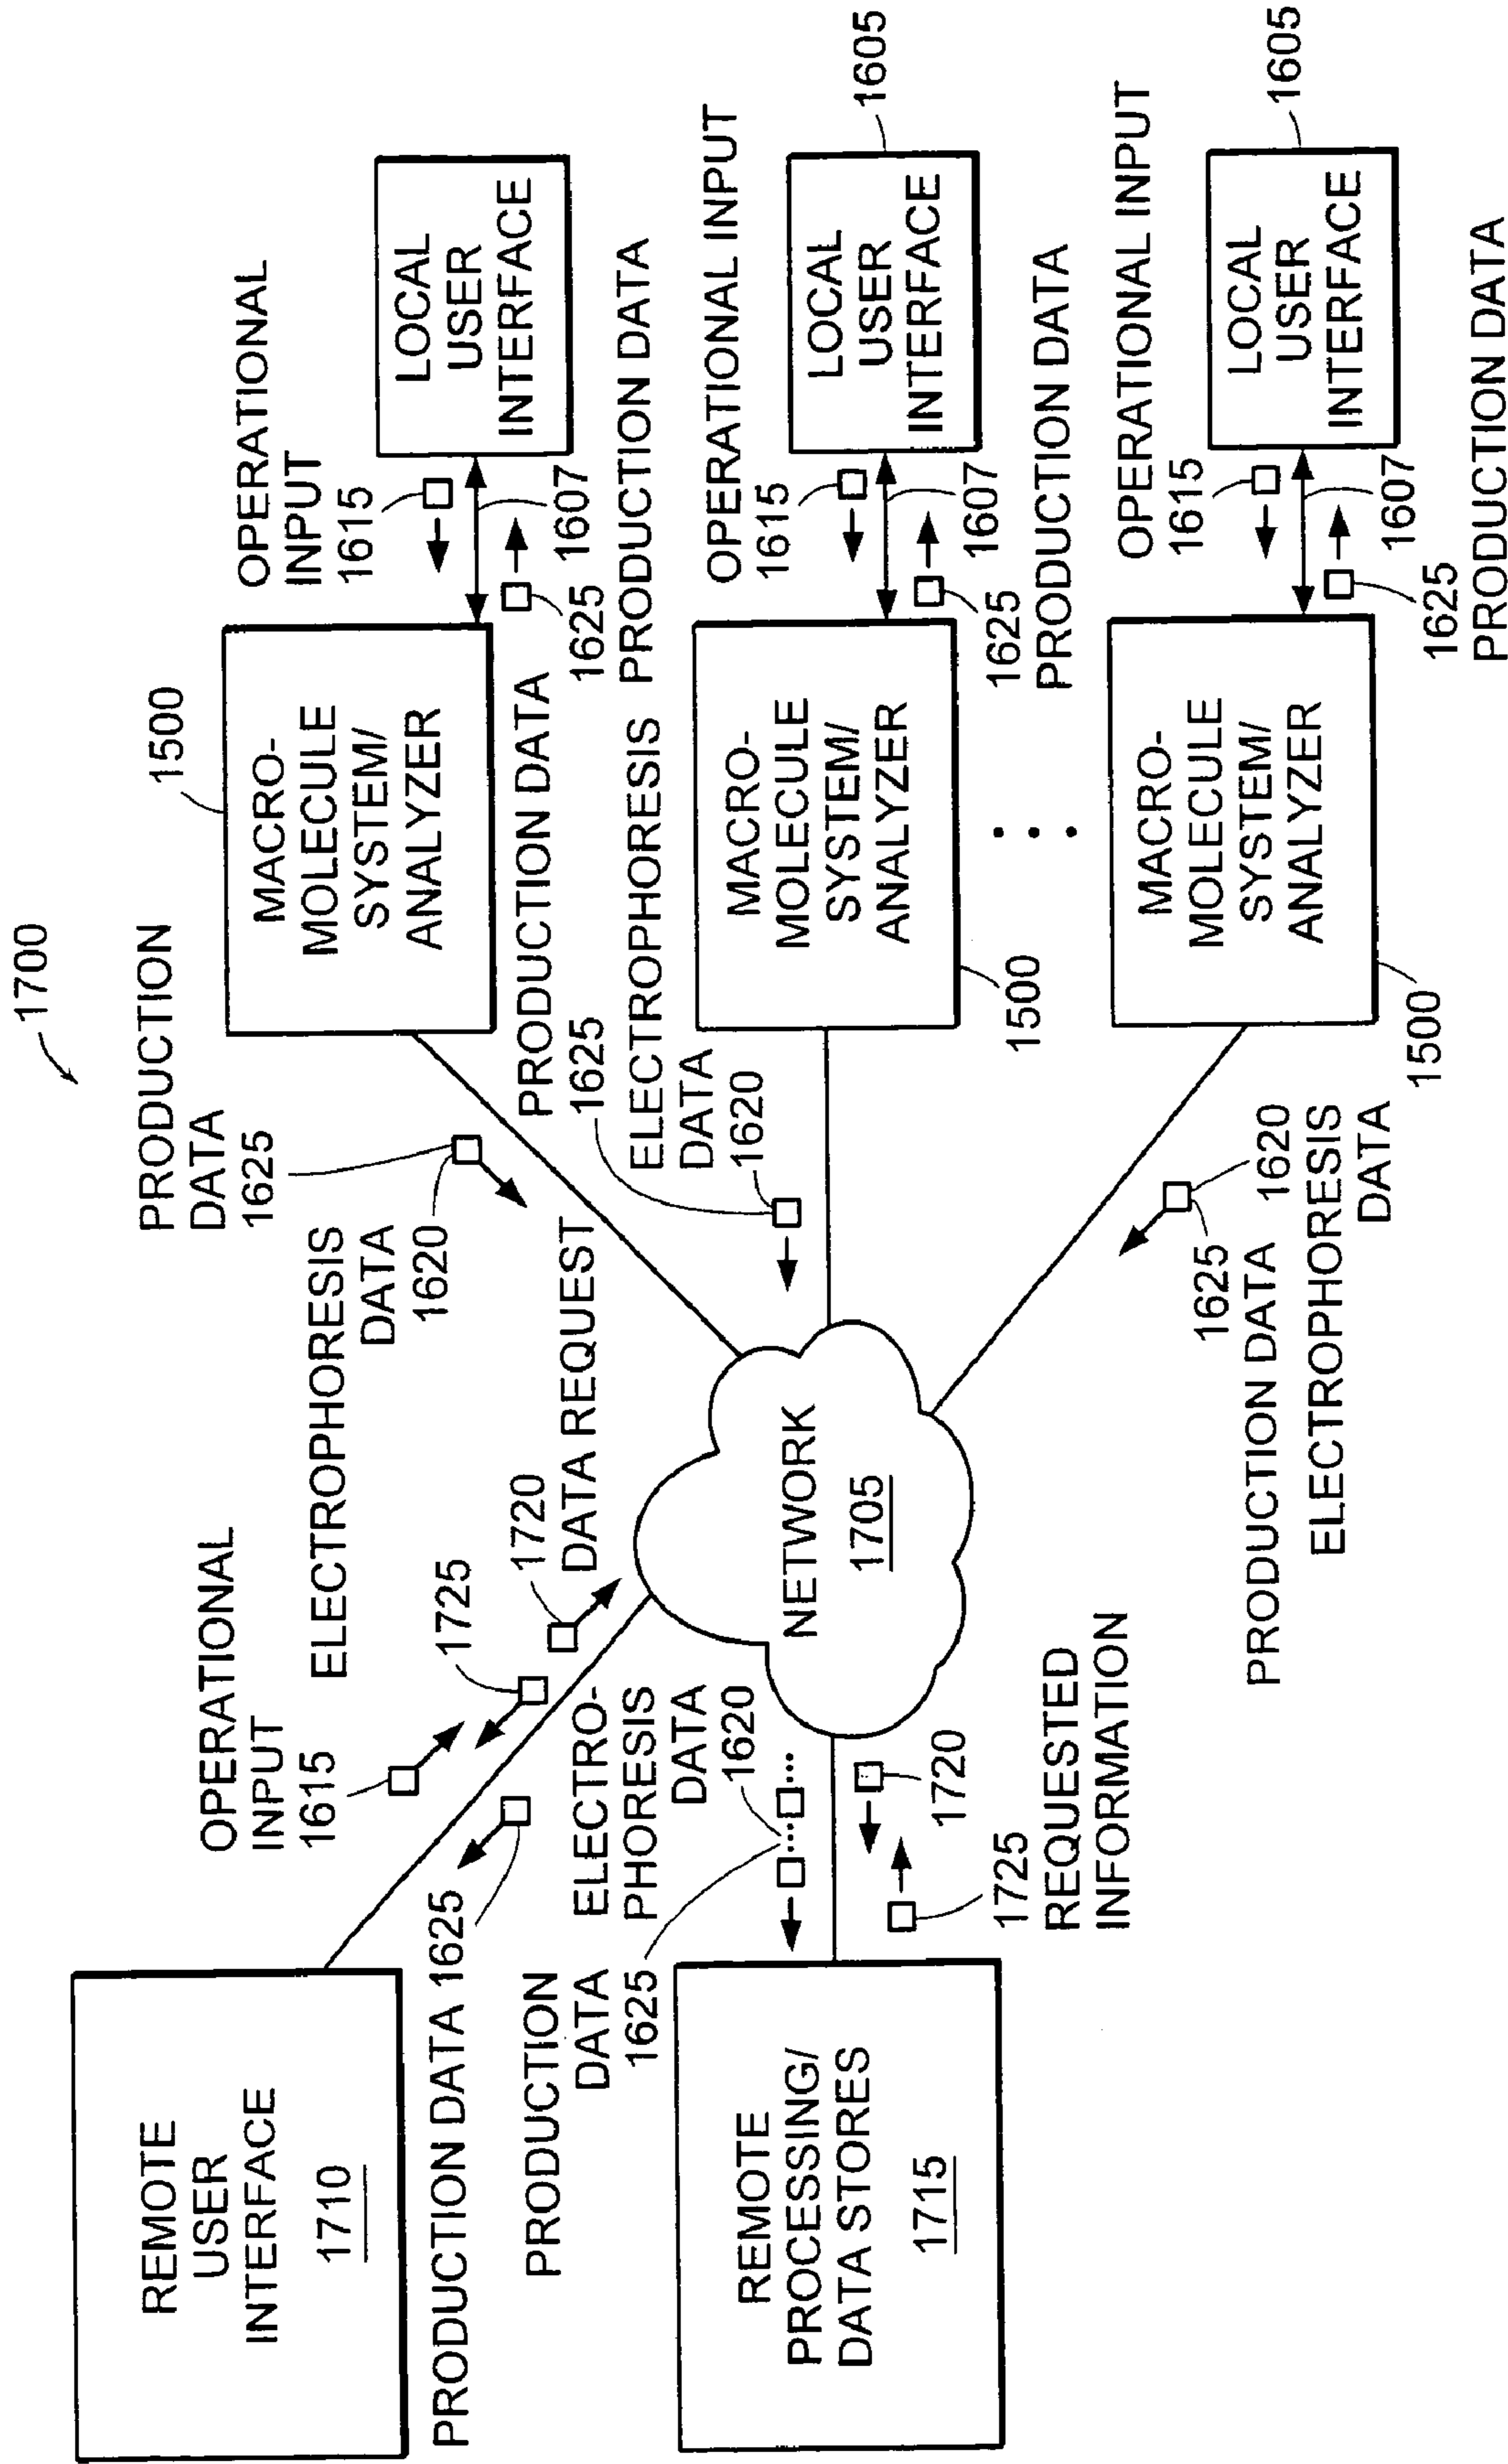 1700
REMOTE
USER
INTERFACE
1710
OPERATIONAL
INPUT
1615
1725
1720
DATA REQUEST
PRODUCTION DATA 1625
PRODUCTION
DATA
1625
ELECTRO-
PHORESIS
DATA
1620
REMOTE
PROCESSING/
DATA STORES
1715
1720
1725
REQUESTED
INFORMATION
NETWORK
1705
PRODUCTION
DATA
1625
ELECTROPHORESIS
DATA
1620
PRODUCTION DATA
1625
ELECTROPHORESIS
DATA
1620
1625
PRODUCTION DATA
1620
ELECTROPHORESIS
DATA
1500
MACRO-
MOLECULE
SYSTEM/
ANALYZER
OPERATIONAL
INPUT
1615
1607
1625
PRODUCTION DATA
LOCAL
USER
INTERFACE
MACRO-
MOLECULE
SYSTEM/
ANALYZER
1500
OPERATIONAL INPUT
1615
1607
1625
PRODUCTION DATA
LOCAL
USER
INTERFACE
1605
MACRO-
MOLECULE
SYSTEM/
ANALYZER
1500
OPERATIONAL INPUT
1615
1607
1625
PRODUCTION DATA
LOCAL
USER
INTERFACE
1605